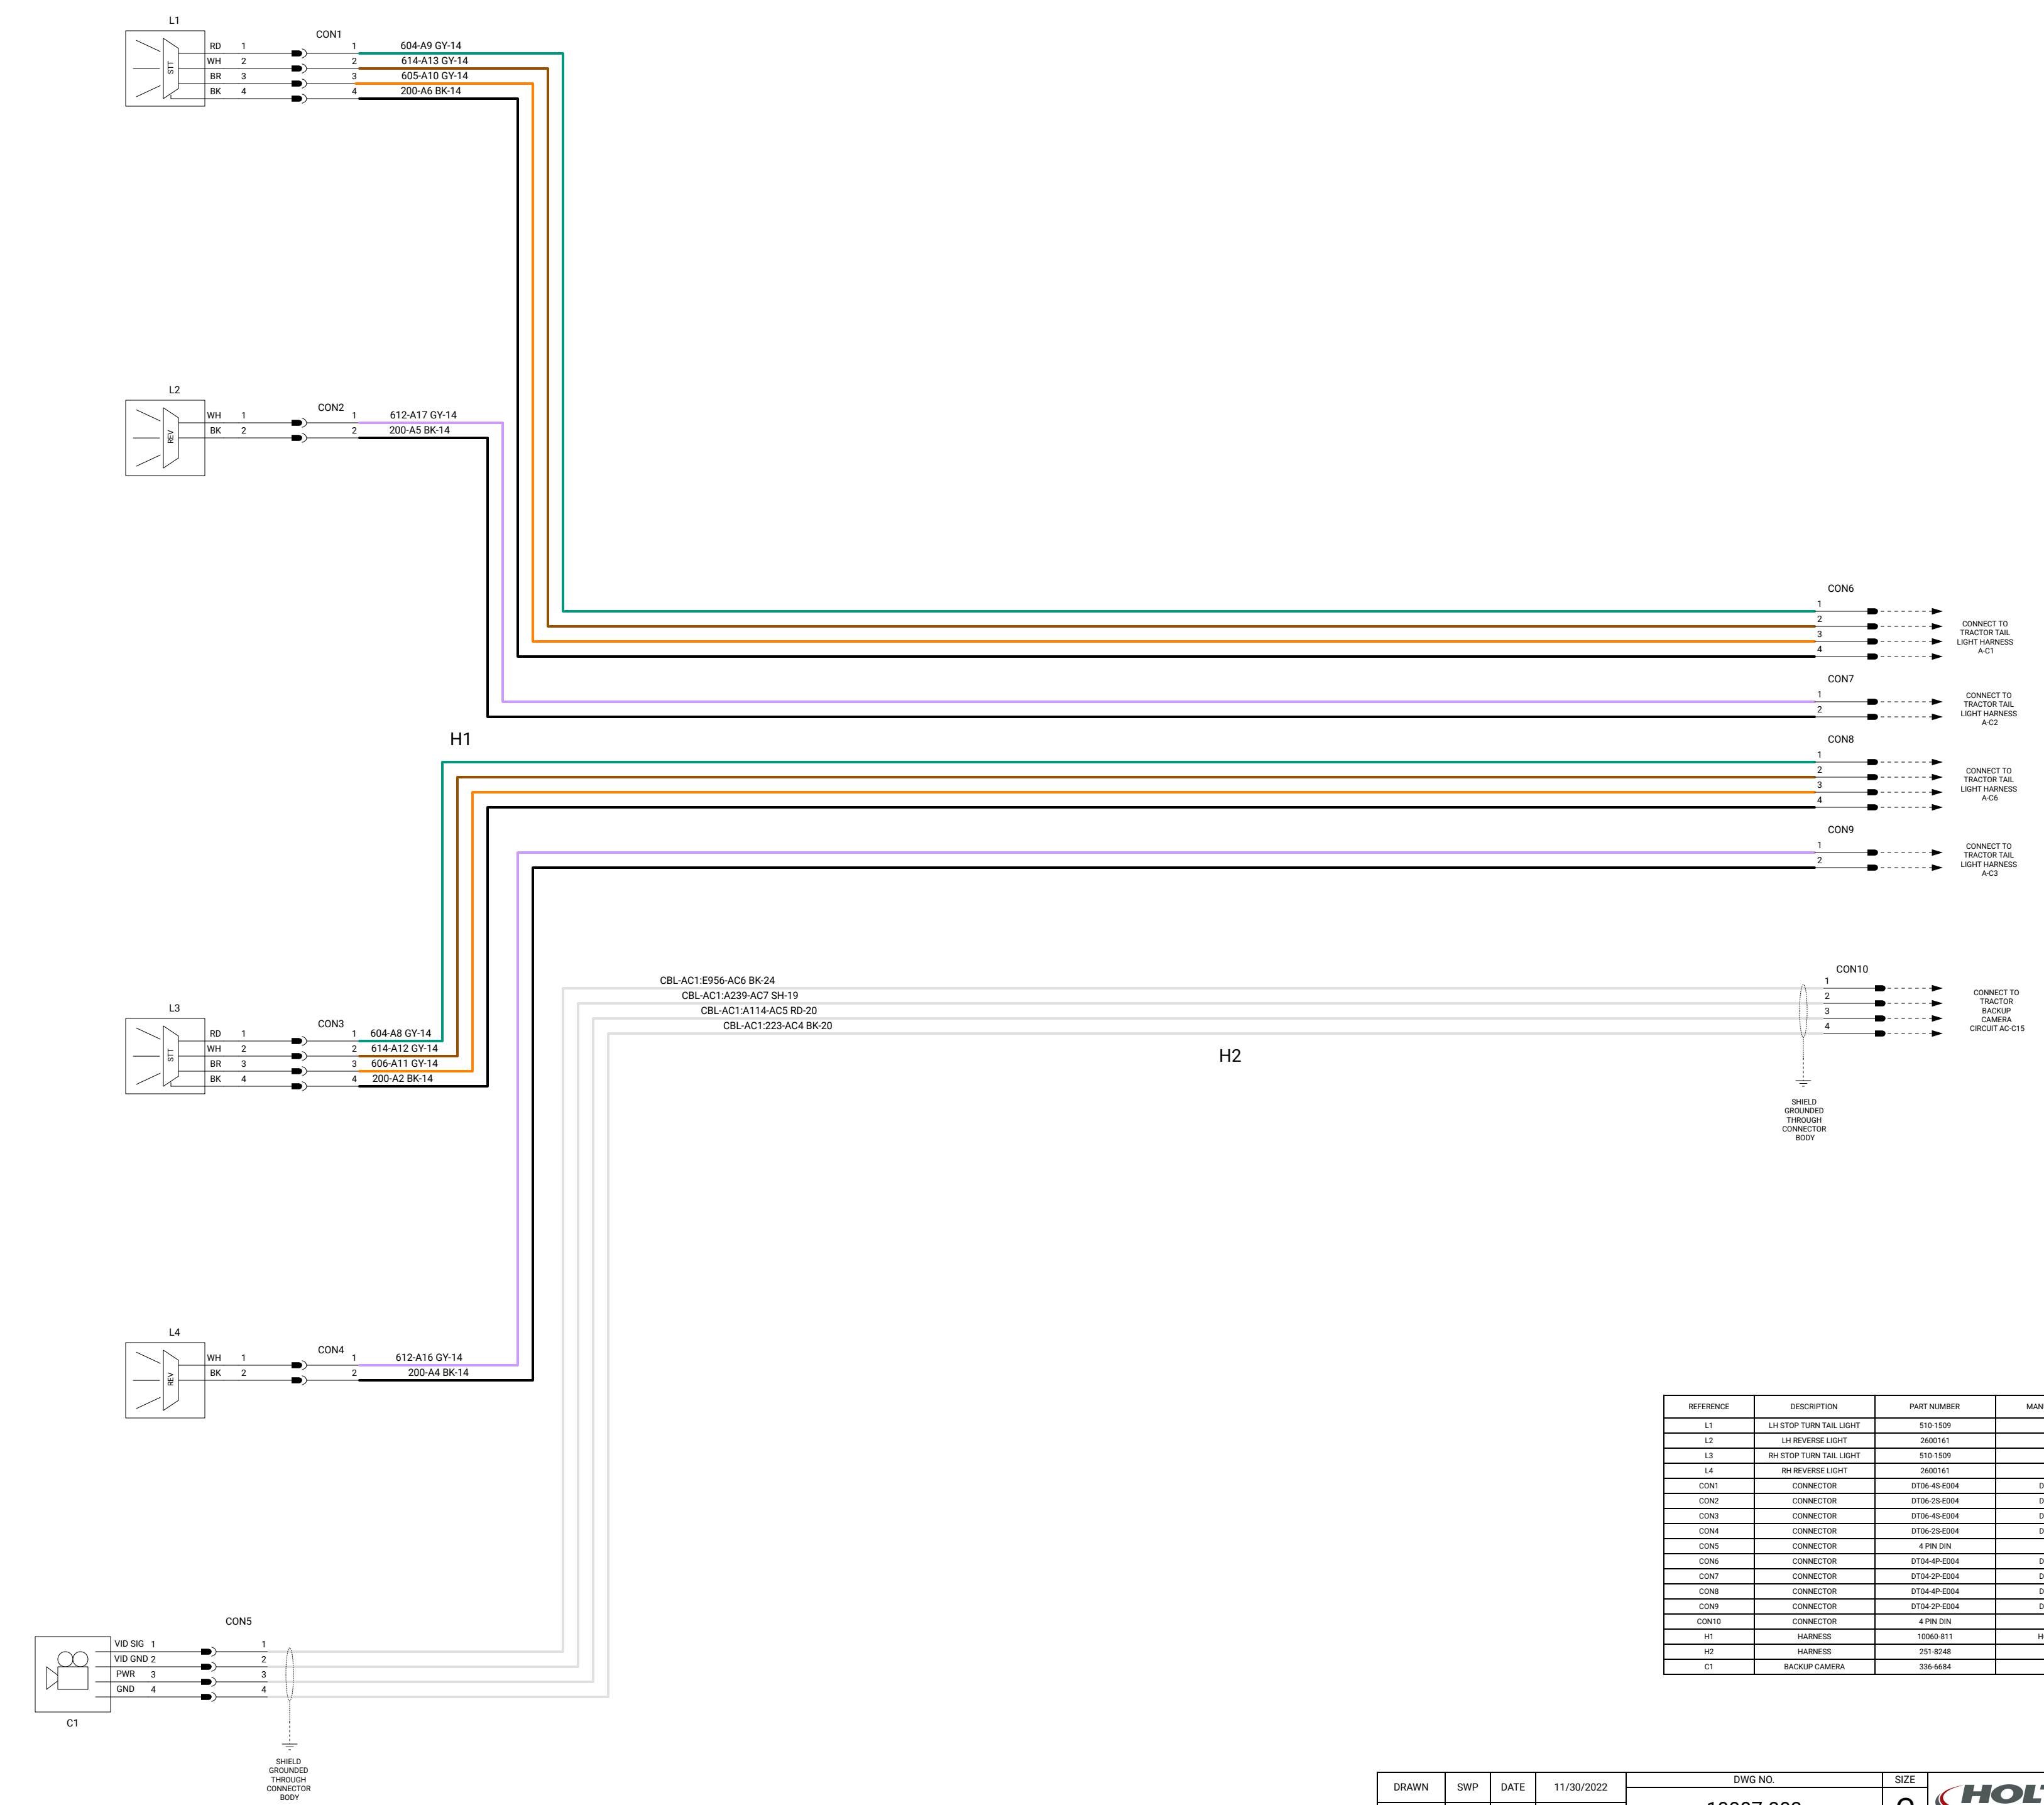 L1
CON1
RD 1
WH 2
BR 3
BK 4
STT
1 604-A9 GY-14
2 614-A13 GY-14
3 605-A10 GY-14
4 200-A6 BK-14
L2
CON2
WH 1
BK 2
REV
1 612-A17 GY-14
2 200-A5 BK-14
CON6
1
2
3
4
CONNECT TO
TRACTOR TAIL
LIGHT HARNESS
A-C1
CON7
1
2
CONNECT TO
TRACTOR TAIL
LIGHT HARNESS
A-C2
H1
CON8
1
2
3
4
CONNECT TO
TRACTOR TAIL
LIGHT HARNESS
A-C6
CON9
1
2
CONNECT TO
TRACTOR TAIL
LIGHT HARNESS
A-C3
CBL-AC1:E956-AC6 BK-24
CBL-AC1:A239-AC7 SH-19
CBL-AC1:A114-AC5 RD-20
CBL-AC1:223-AC4 BK-20
H2
CON10
1
2
3
4
CONNECT TO
TRACTOR
BACKUP
CAMERA
CIRCUIT AC-C15
SHIELD
GROUNDED
THROUGH
CONNECTOR
BODY
L3
CON3
RD 1
WH 2
BR 3
BK 4
STT
1 604-A8 GY-14
2 614-A12 GY-14
3 606-A11 GY-14
4 200-A2 BK-14
L4
CON4
WH 1
BK 2
REV
1 612-A16 GY-14
2 200-A4 BK-14
CON5
VID SIG 1
VID GND 2
PWR 3
GND 4
1
2
3
4
C1
SHIELD
GROUNDED
THROUGH
CONNECTOR
BODY
REFERENCE DESCRIPTION PART NUMBER
L1 LH STOP TURN TAIL LIGHT 510-1509
L2 LH REVERSE LIGHT 2600161
L3 RH STOP TURN TAIL LIGHT 510-1509
L4 RH REVERSE LIGHT 2600161
CON1 CONNECTOR DT06-4S-E004
CON2 CONNECTOR DT06-2S-E004
CON3 CONNECTOR DT06-4S-E004
CON4 CONNECTOR DT06-2S-E004
CON5 CONNECTOR 4 PIN DIN
CON6 CONNECTOR DT04-4P-E004
CON7 CONNECTOR DT04-2P-E004
CON8 CONNECTOR DT04-4P-E004
CON9 CONNECTOR DT04-2P-E004
CON10 CONNECTOR 4 PIN DIN
H1 HARNESS 10060-811
H2 HARNESS 251-8248
C1 BACKUP CAMERA 336-6684
DRAWN SWP DATE 11/30/2022
DWG NO.
SIZE